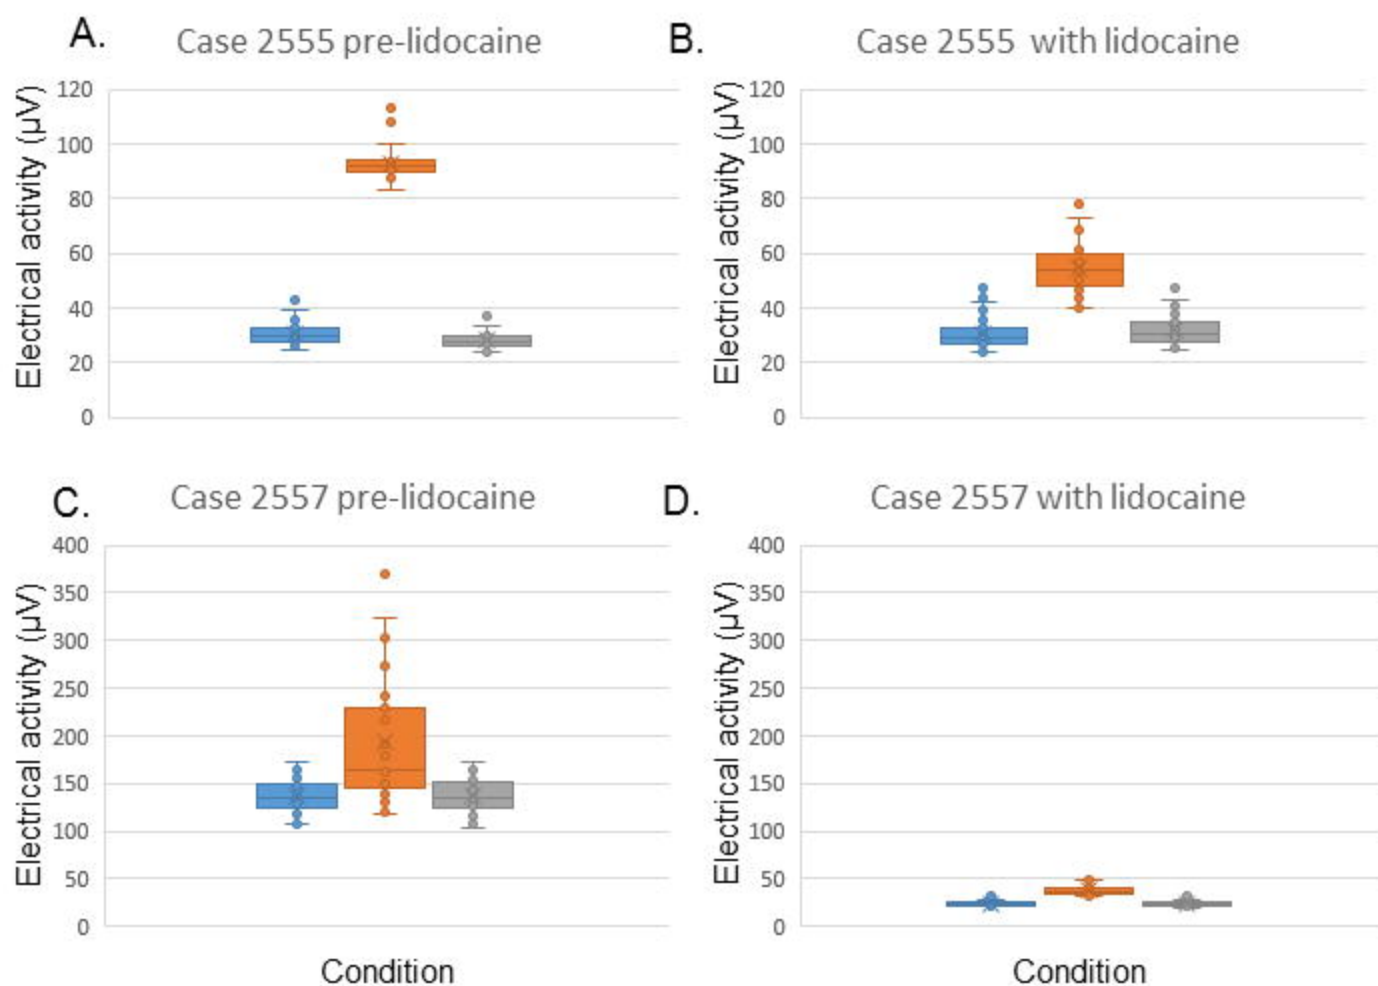 A.
Case 2555 pre-lidocaine
Electrical activity (µV)
120
100
80
60
40
20
0
B.
Case 2555 with lidocaine
Electrical activity (µV)
120
100
80
60
40
20
0
C.
Case 2557 pre-lidocaine
Electrical activity (µV)
400
350
300
250
200
150
100
50
0
Condition
D.
Case 2557 with lidocaine
Electrical activity (µV)
400
350
300
250
200
150
100
50
0
Condition